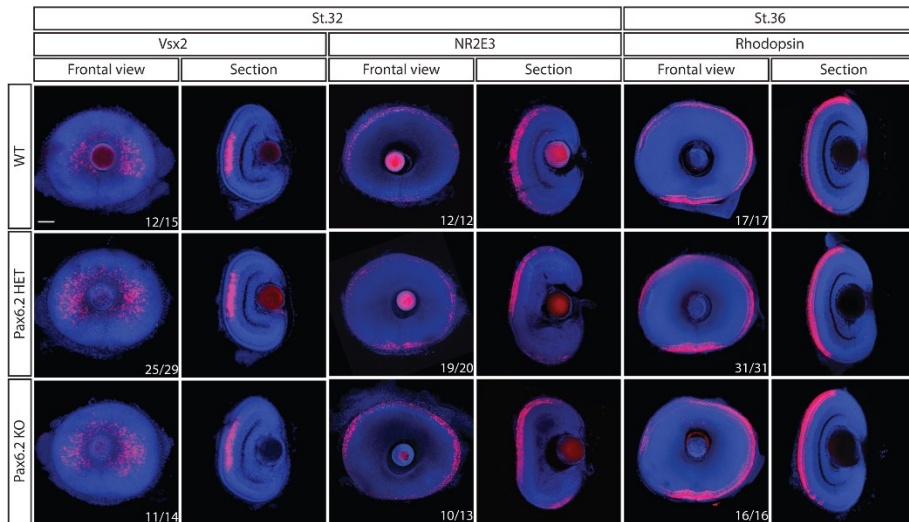 St.32 St.36
Vsx2 NR2E3 Rhodopsin
Frontal view Section Frontal view Section Frontal view Section
WT
12/15 12/12 17/17
Pax6.2 HET
25/29 19/20 31/31
Pax6.2 KO
11/14 10/13 16/16